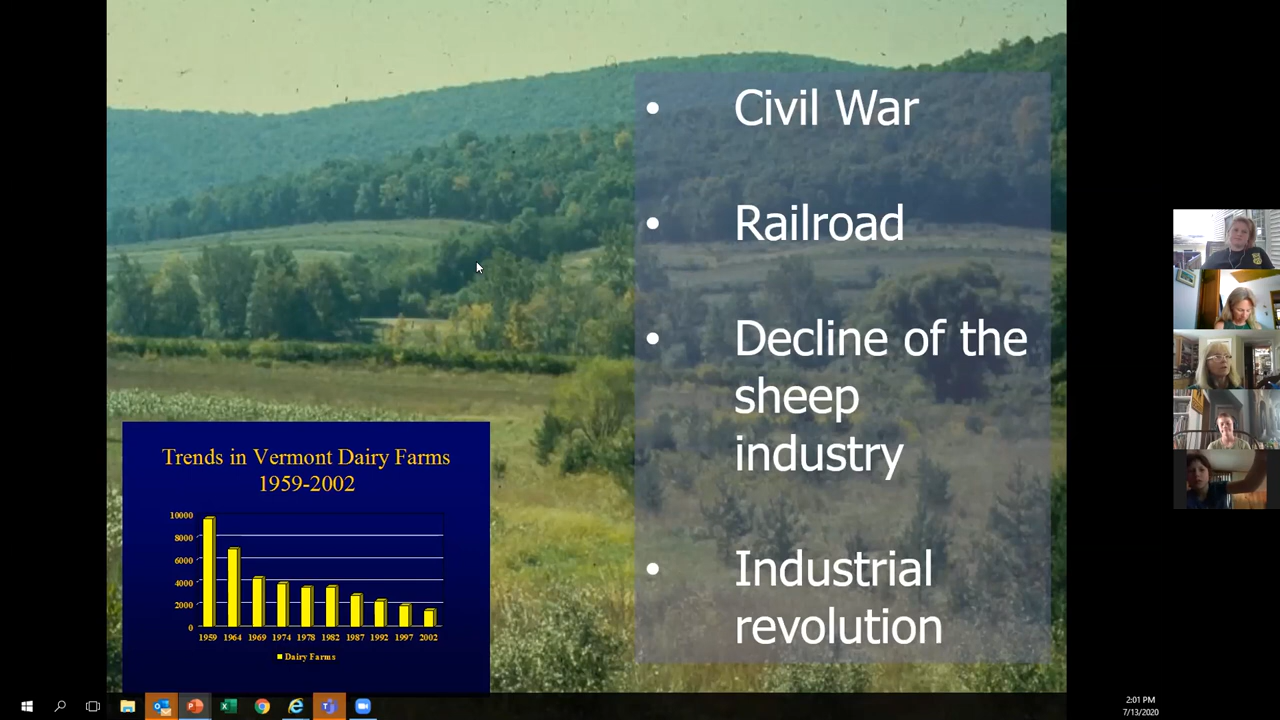 • Civil War
• Railroad
• Decline of the
sheep
industry
• Industrial
revolution
Trends in Vermont Dairy Farms
1959-2002
10000
8000
6000
4000
2000
0
1959 1964 1969 1974 1978 1982 1987 1992 1997 2002
Dairy Farms
2:01 PM
7/13/2020